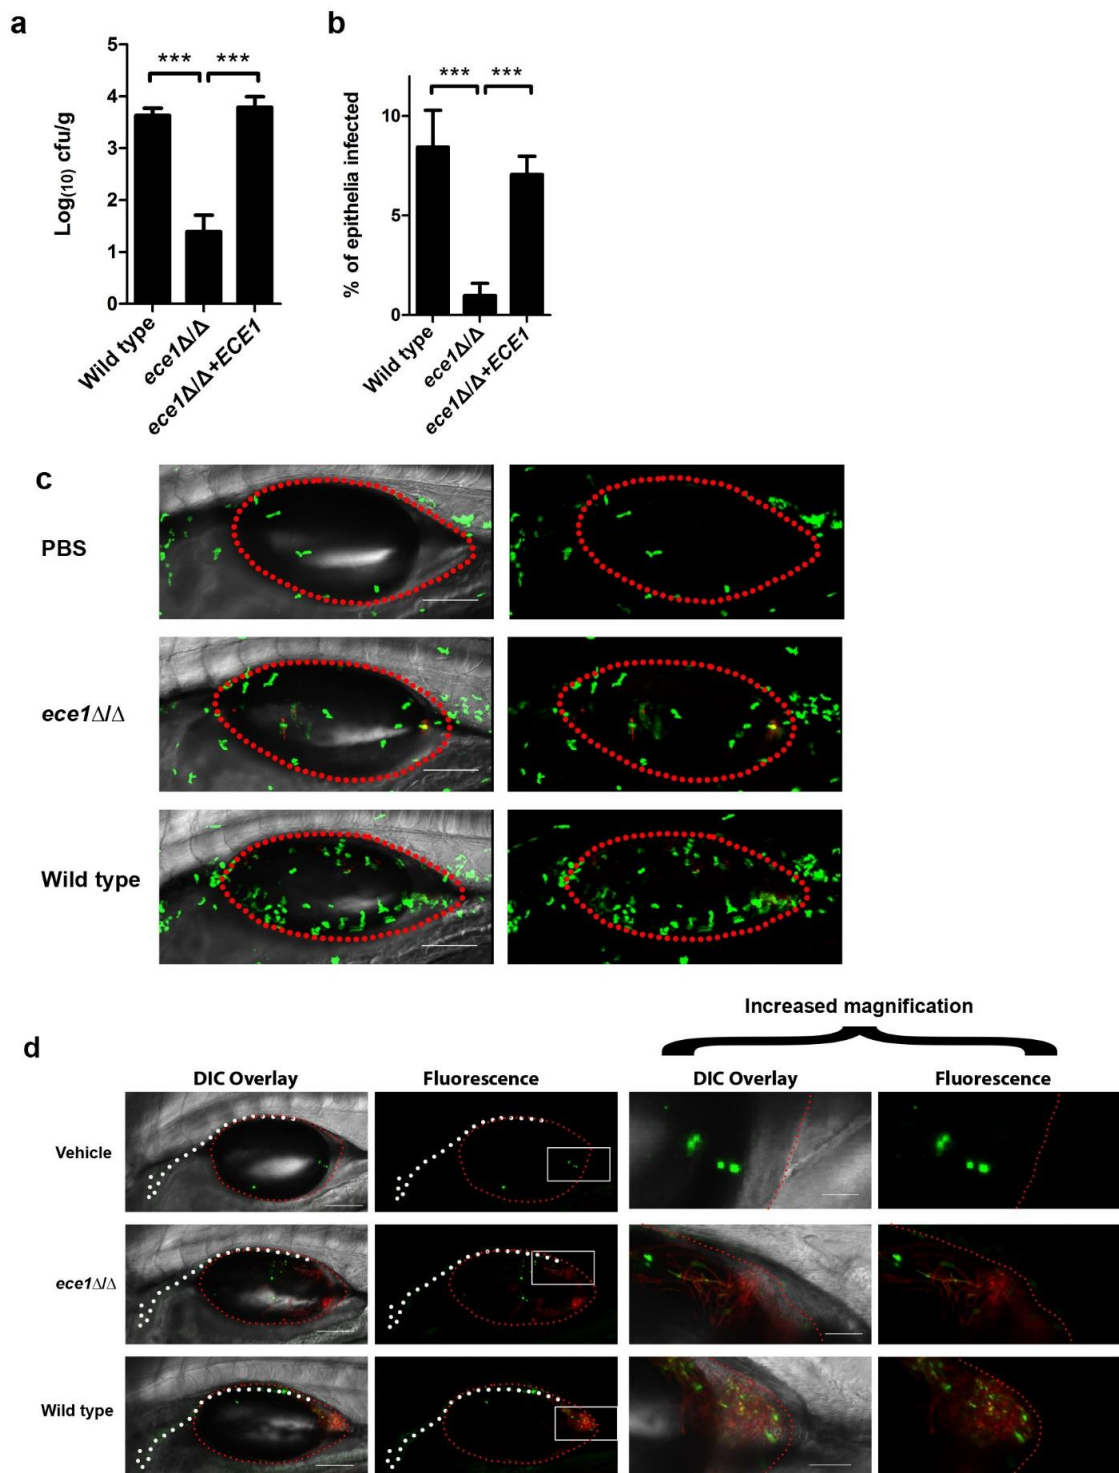 a
Log(10) cfu/g
5
4
3
2
1
0
***
***
Wild type
ece1Δ/Δ
ece1Δ/Δ+ECE1
b
% of epithelia infected
10
5
0
***
***
Wild type
ece1Δ/Δ
ece1Δ/Δ+ECE1
c
PBS
ece1Δ/Δ
Wild type
Increased magnification
d
DIC Overlay
Fluorescence
DIC Overlay
Fluorescence
Vehicle
ece1Δ/Δ
Wild type